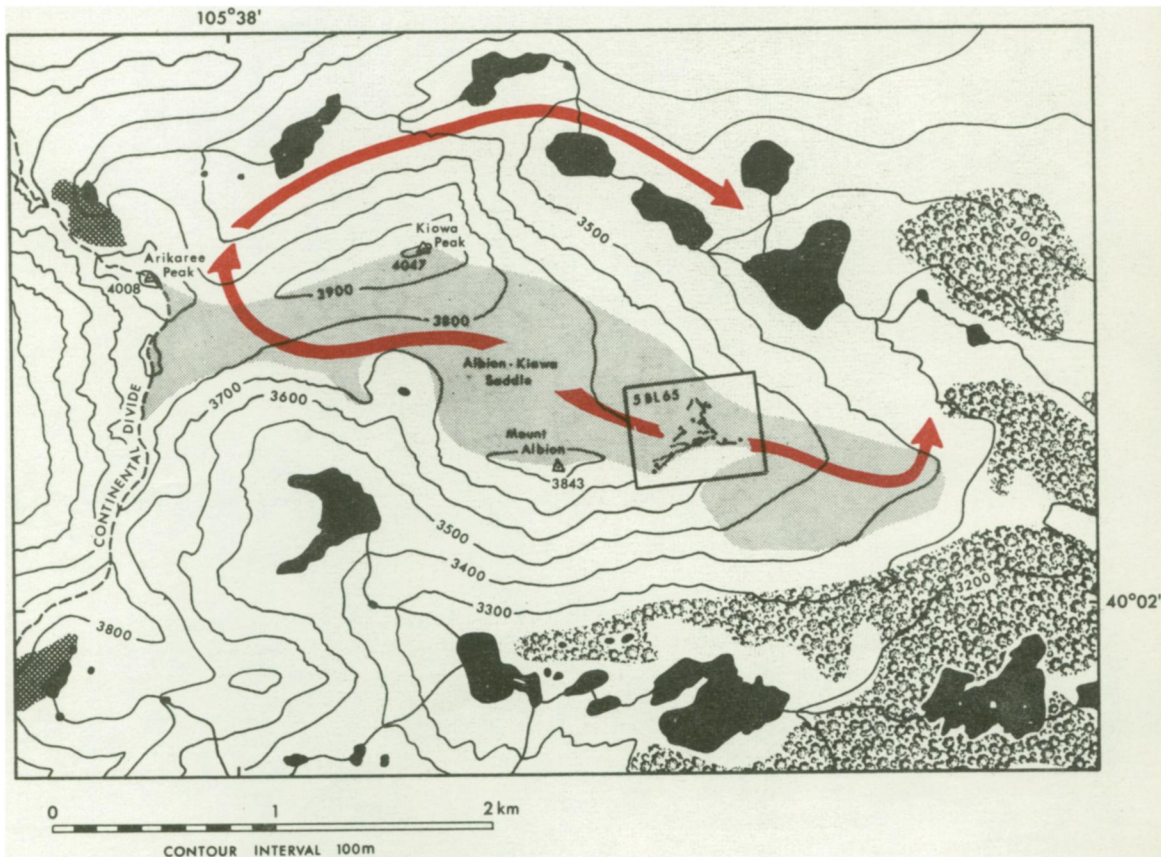 105°38'
Kiowa
Peak
4047
Arikaree
Peak
4008
3500
3900
3800
Albion-Kiowa
Saddle
5 BL 65
3700
3600
Mount
Albion
3843
CONTINENTAL DIVIDE
3500
3400
3300
3200
40°02'
3800
0 1 2 km
CONTOUR INTERVAL 100m